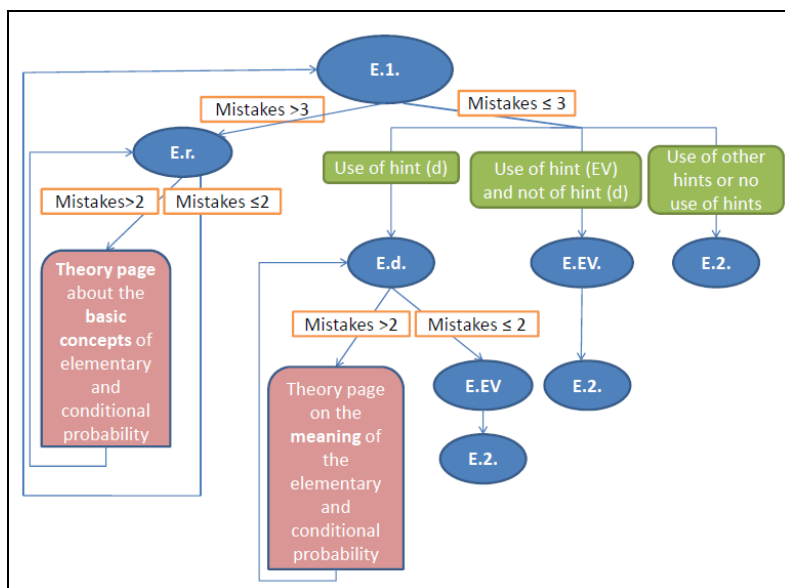 E.1.
Mistakes >3
Mistakes ≤ 3
E.r.
Use of hint (d)
Use of hint (EV)
and not of hint (d)
Use of other
hints or no
use of hints
Mistakes>2
Mistakes ≤2
Theory page
about the
basic
concepts of
elementary
and
conditional
probability
E.d.
E.EV.
E.2.
Mistakes >2
Mistakes ≤ 2
Theory page
on the
meaning of
the
elementary
and
conditional
probability
E.EV
E.2.
E.2.